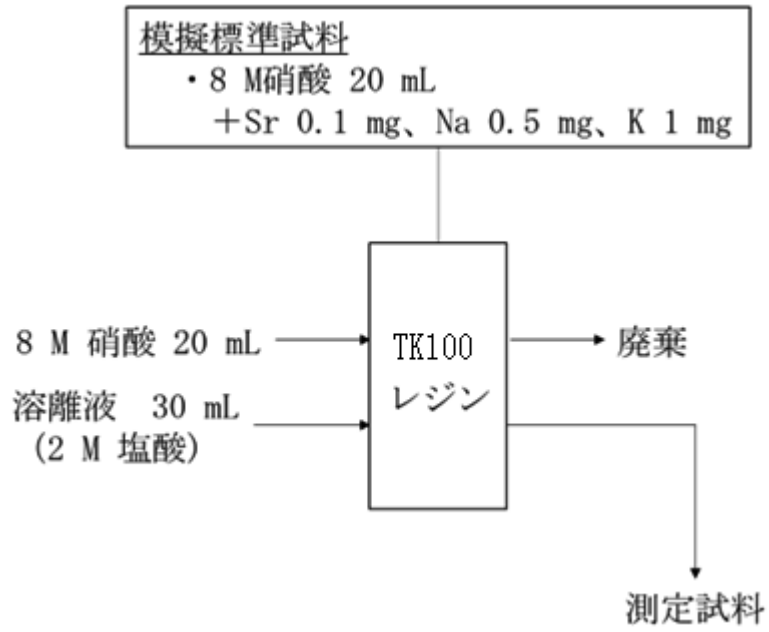 模擬標準試料
・8 M硝酸 20 mL
＋Sr 0.1 mg、Na 0.5 mg、K 1 mg
8 M 硝酸 20 mL
溶離液 30 mL
(2 M 塩酸)
TK100
レジン
廃棄
測定試料